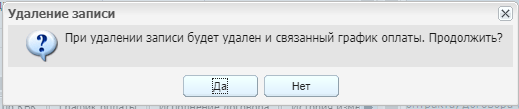 Удаление записи
При удалении записи будет удален и связанный график оплаты. Продолжить?
Да
Нет